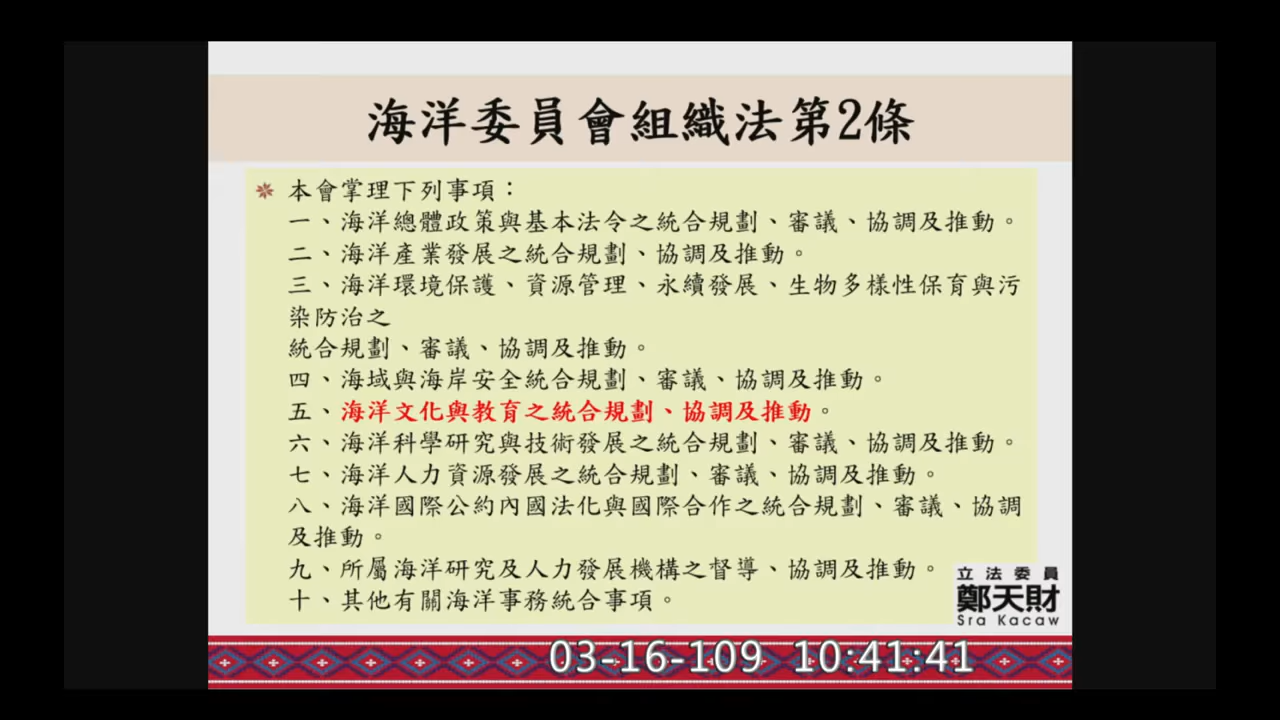 海洋委員會組織法第2條
本會掌理下列事項：
一、海洋總體政策與基本法令之統合規劃、審議、協調及推動。
二、海洋產業發展之統合規劃、協調及推動。
三、海洋環境保護、資源管理、永續發展、生物多樣性保育與污
染防治之
統合規劃、審議、協調及推動。
四、海域與海岸安全統合規劃、審議、協調及推動。
五、海洋文化與教育之統合規劃、協調及推動。
六、海洋科學研究與技術發展之統合規劃、審議、協調及推動。
七、海洋人力資源發展之統合規劃、審議、協調及推動。
八、海洋國際公約內國法化與國際合作之統合規劃、審議、協調
及推動。
九、所屬海洋研究及人力發展機構之督導、協調及推動。
十、其他有關海洋事務統合事項。
立法委員
鄭天財
Sra Kacaw
03-16-109 10:41:41